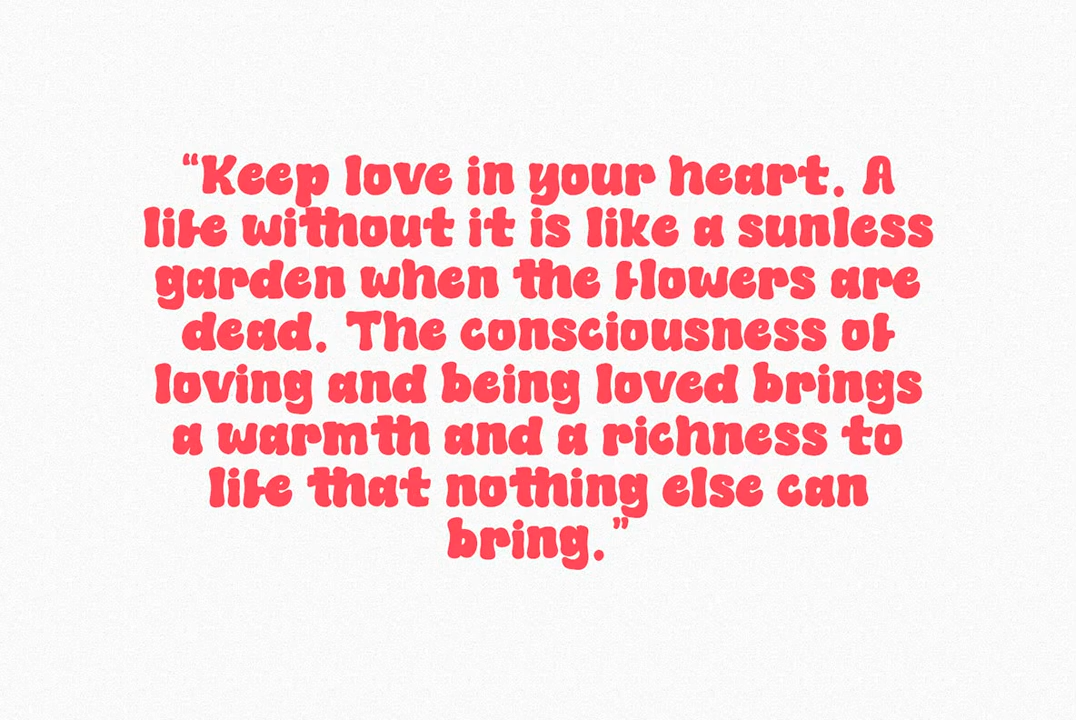 “Keep love in your heart. A
life without it is like a sunless
garden when the flowers are
dead. The consciousness of
loving and being loved brings
a warmth and a richness to
life that nothing else can
bring.”